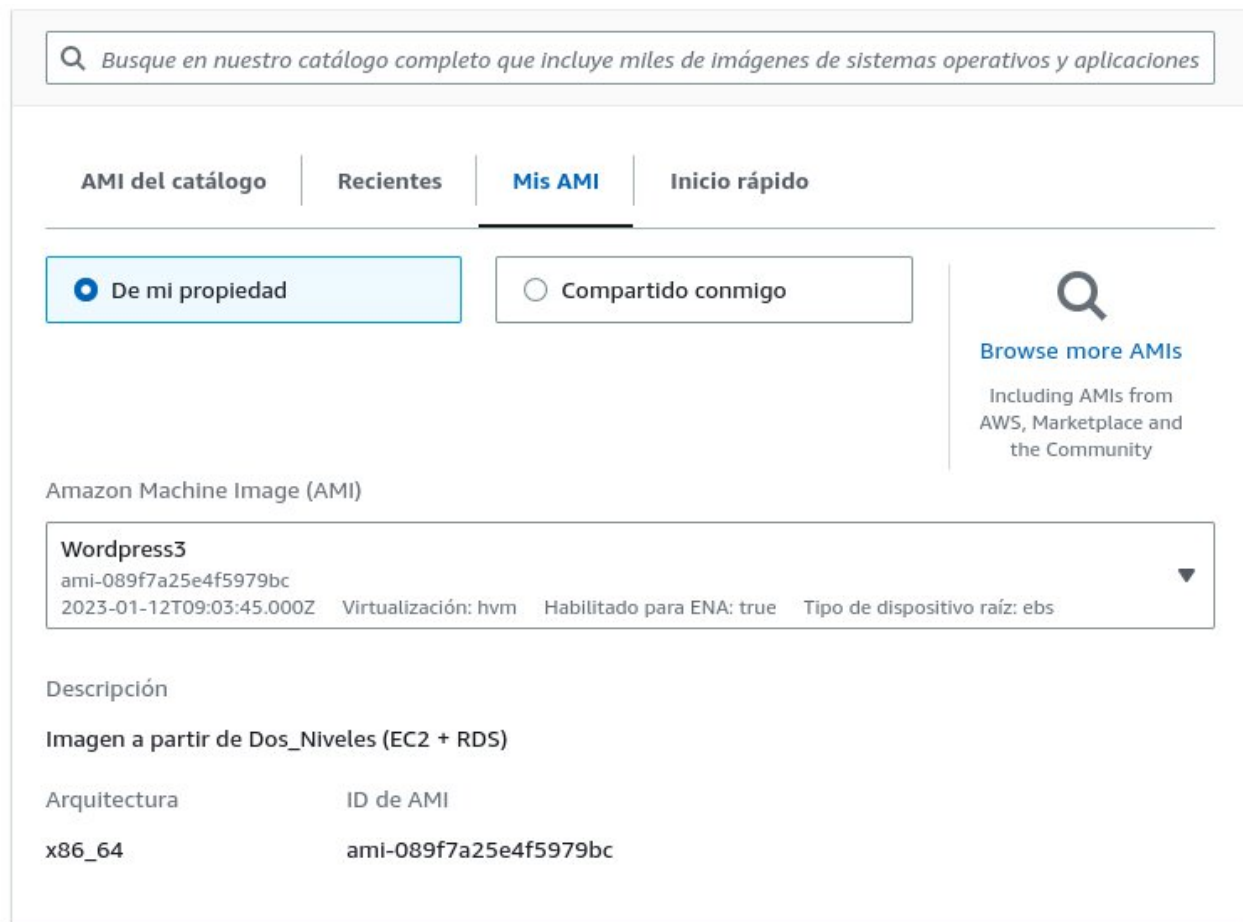 Busque en nuestro catálogo completo que incluye miles de imágenes de sistemas operativos y aplicaciones
AMI del catálogo
Recientes
Mis AMI
Inicio rápido
De mi propiedad
Compartido conmigo
Browse more AMIs
Including AMIs from
AWS, Marketplace and
the Community
Amazon Machine Image (AMI)
Wordpress3
ami-089f7a25e4f5979bc
2023-01-12T09:03:45.000Z Virtualización: hvm Habilitado para ENA: true Tipo de dispositivo raíz: ebs
Descripción
Imagen a partir de Dos_Niveles (EC2 + RDS)
Arquitectura ID de AMI
x86_64 ami-089f7a25e4f5979bc